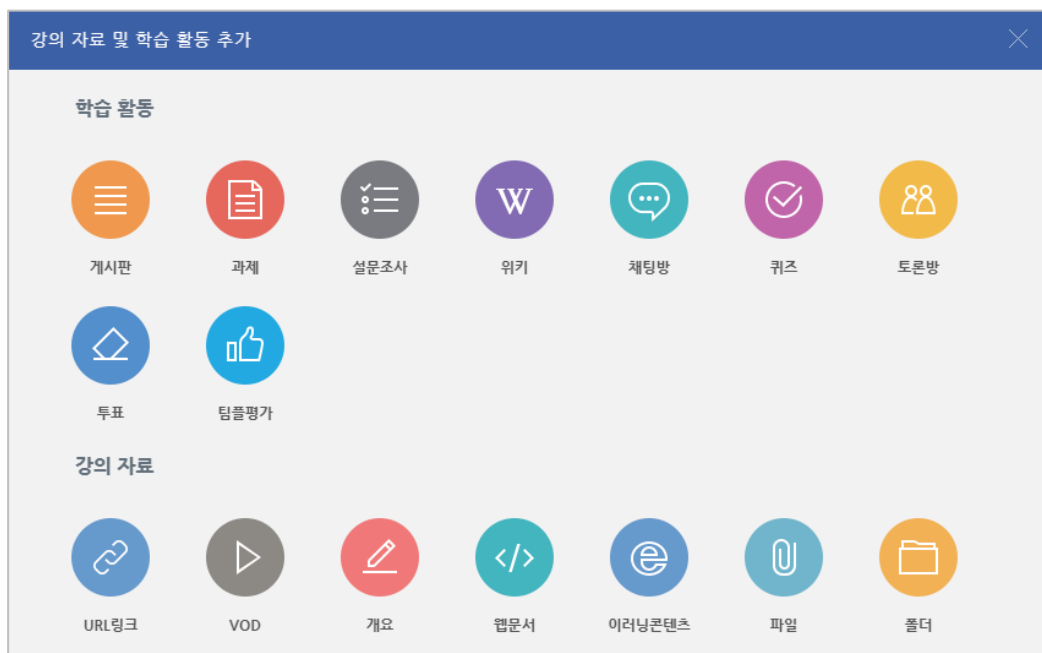 강의 자료 및 학습 활동 추가
학습 활동
게시판 과제 설문조사 위키 채팅방 퀴즈 토론방
투표 팀플평가
강의 자료
URL링크 VOD 개요 웹문서 이러닝콘텐츠 파일 폴더